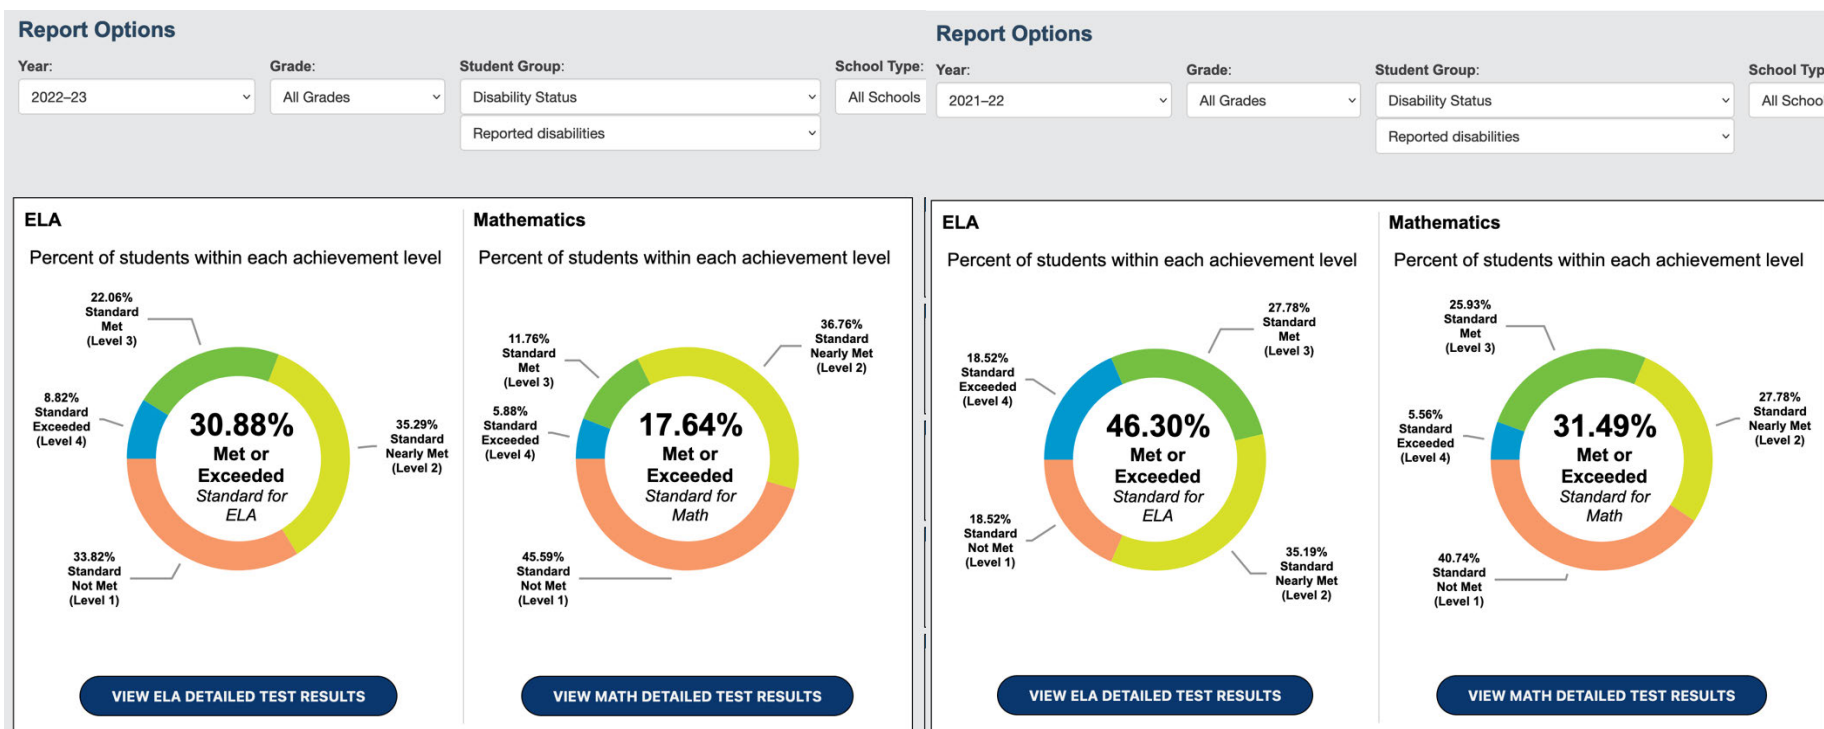 Report Options
Year:
Grade:
Student Group:
School Type:
2022–23
All Grades
Disability Status
All Schools
Reported disabilities
ELA
Percent of students within each achievement level
22.06%
Standard
Met
(Level 3)
8.82%
Standard
Exceeded
(Level 4)
30.88%
Met or
Exceeded
Standard for
ELA
35.29%
Standard
Nearly Met
(Level 2)
33.82%
Standard
Not Met
(Level 1)
VIEW ELA DETAILED TEST RESULTS
Mathematics
Percent of students within each achievement level
36.76%
Standard
Nearly Met
(Level 2)
11.76%
Standard
Met
(Level 3)
5.88%
Standard
Exceeded
(Level 4)
17.64%
Met or
Exceeded
Standard for
Math
45.59%
Standard
Not Met
(Level 1)
VIEW MATH DETAILED TEST RESULTS
Report Options
Year:
Grade:
Student Group:
School Typ
2021–22
All Grades
Disability Status
All School
Reported disabilities
ELA
Percent of students within each achievement level
27.78%
Standard
Met
(Level 3)
18.52%
Standard
Exceeded
(Level 4)
46.30%
Met or
Exceeded
Standard for
ELA
18.52%
Standard
Not Met
(Level 1)
35.19%
Standard
Nearly Met
(Level 2)
VIEW ELA DETAILED TEST RESULTS
Mathematics
Percent of students within each achievement level
25.93%
Standard
Met
(Level 3)
27.78%
Standard
Nearly Met
(Level 2)
5.56%
Standard
Exceeded
(Level 4)
31.49%
Met or
Exceeded
Standard for
Math
40.74%
Standard
Not Met
(Level 1)
VIEW MATH DETAILED TEST RESULTS